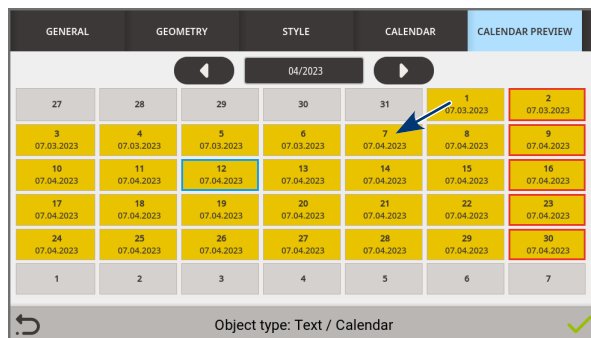 GENERAL GEOMETRY STYLE CALENDAR CALENDAR PREVIEW
04/2023
27 28 29 30 31 1 2
07.03.2023 07.03.2023
3 4 5 6 7 8 9
07.03.2023 07.03.2023 07.03.2023 07.03.2023 07.04.2023 07.04.2023 07.04.2023
10 11 12 13 14 15 16
07.04.2023 07.04.2023 07.04.2023 07.04.2023 07.04.2023 07.04.2023 07.04.2023
17 18 19 20 21 22 23
07.04.2023 07.04.2023 07.04.2023 07.04.2023 07.04.2023 07.04.2023 07.04.2023
24 25 26 27 28 29 30
07.04.2023 07.04.2023 07.04.2023 07.04.2023 07.04.2023 07.04.2023 07.04.2023
1 2 3 4 5 6 7
Object type: Text / Calendar